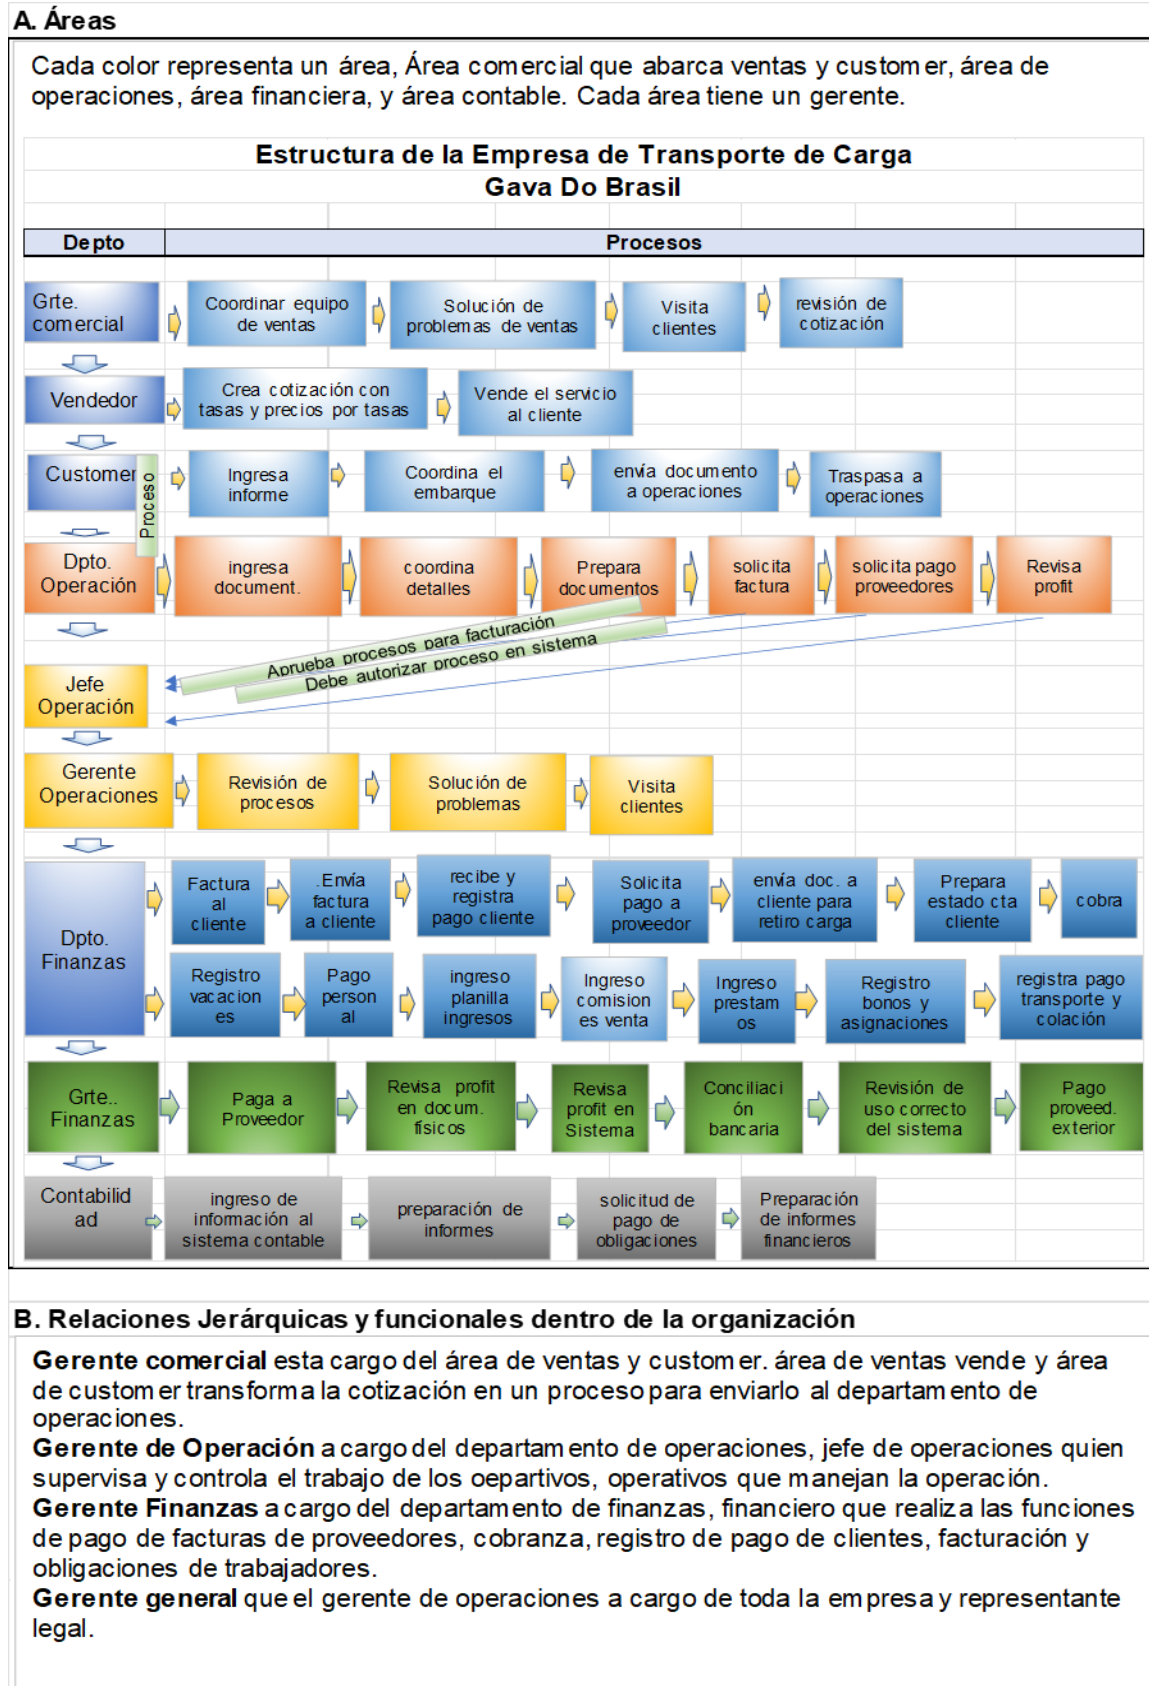 A. Áreas
Cada color representa un área, Área comercial que abarca ventas y customer, área de
operaciones, área financiera, y área contable. Cada área tiene un gerente.
Estructura de la Empresa de Transporte de Carga
Gava Do Brasil
Depto
Procesos
Grte.
comercial
Coordinar equipo
de ventas
Solución de
problemas de ventas
Visita
clientes
revisión de
cotización
Vendedor
Crea cotización con
tasas y precios por tasas
Vende el servicio
al cliente
Customer
Proceso
Ingresa
informe
Coordina el
embarque
envía documento
a operaciones
Traspasa a
operaciones
Dpto.
Operación
ingresa
document.
coordina
detalles
Prepara
documentos
solicita
factura
solicita pago
proveedores
Revisa
profit
Aprueba procesos para facturación
Debe autorizar proceso en sistema
Jefe
Operación
Gerente
Operaciones
Revisión de
procesos
Solución de
problemas
Visita
clientes
Dpto.
Finanzas
Factura
al
cliente
.Envía
factura
a cliente
recibe y
registra
pago cliente
Solicita
pago a
proveedor
envía doc. a
cliente para
retiro carga
Prepara
estado cta
cliente
cobra
Registro
vacacion
es
Pago
person
al
ingreso
planilla
ingresos
Ingreso
comision
es venta
Ingreso
prestam
os
Registro
bonos y
asignaciones
registra pago
transporte y
colación
Grte..
Finanzas
Paga a
Proveedor
Revisa profit
en docum.
físicos
Revisa
profit en
Sistema
Conciliaci
ón
bancaria
Revisión de
uso correcto
del sistema
Pago
proveed.
exterior
Contabilid
ad
ingreso de
información al
sistema contable
preparación de
informes
solicitud de
pago de
obligaciones
Preparación
de informes
financieros
B. Relaciones Jerárquicas y funcionales dentro de la organización
Gerente comercial esta cargo del área de ventas y customer. área de ventas vende y área
de customer transforma la cotización en un proceso para enviarlo al departamento de
operaciones.
Gerente de Operación a cargo del departamento de operaciones, jefe de operaciones quien
supervisa y controla el trabajo de los oepartivos, operativos que manejan la operación.
Gerente Finanzas a cargo del departamento de finanzas, financiero que realiza las funciones
de pago de facturas de proveedores, cobranza, registro de pago de clientes, facturación y
obligaciones de trabajadores.
Gerente general que el gerente de operaciones a cargo de toda la empresa y representante
legal.